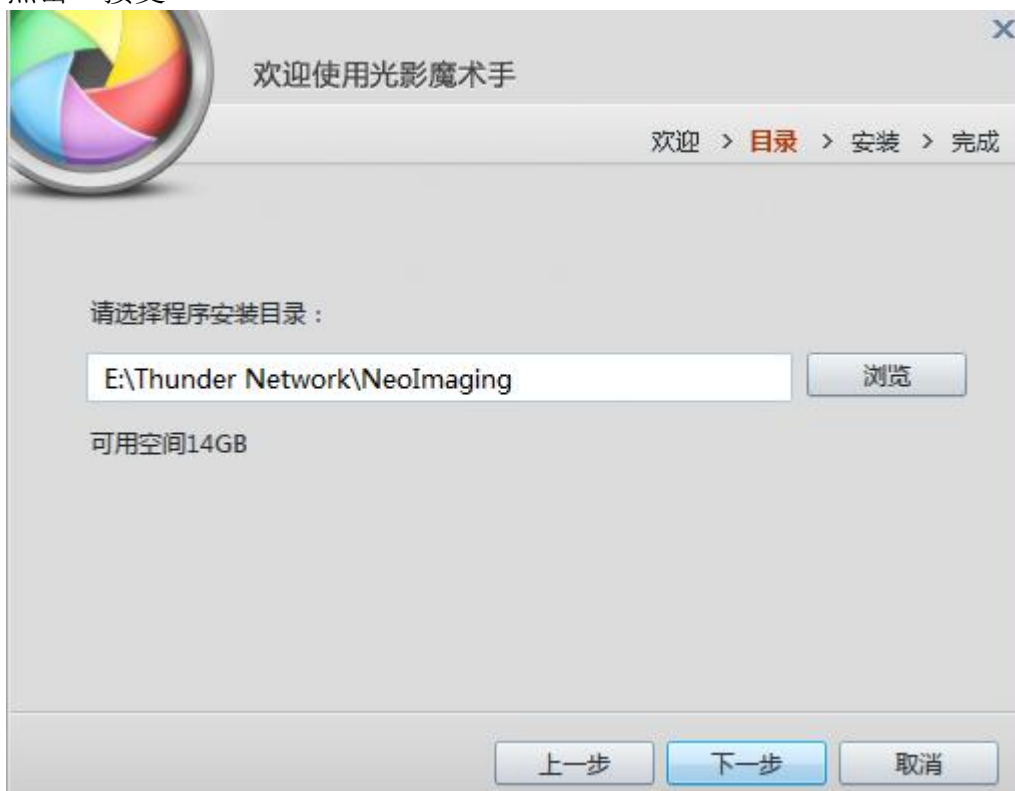 欢迎使用光影魔术手
欢迎 > 目录 > 安装 > 完成
请选择程序安装目录：
E:\Thunder Network\NeoImaging
浏览
可用空间14GB
上一步
下一步
取消